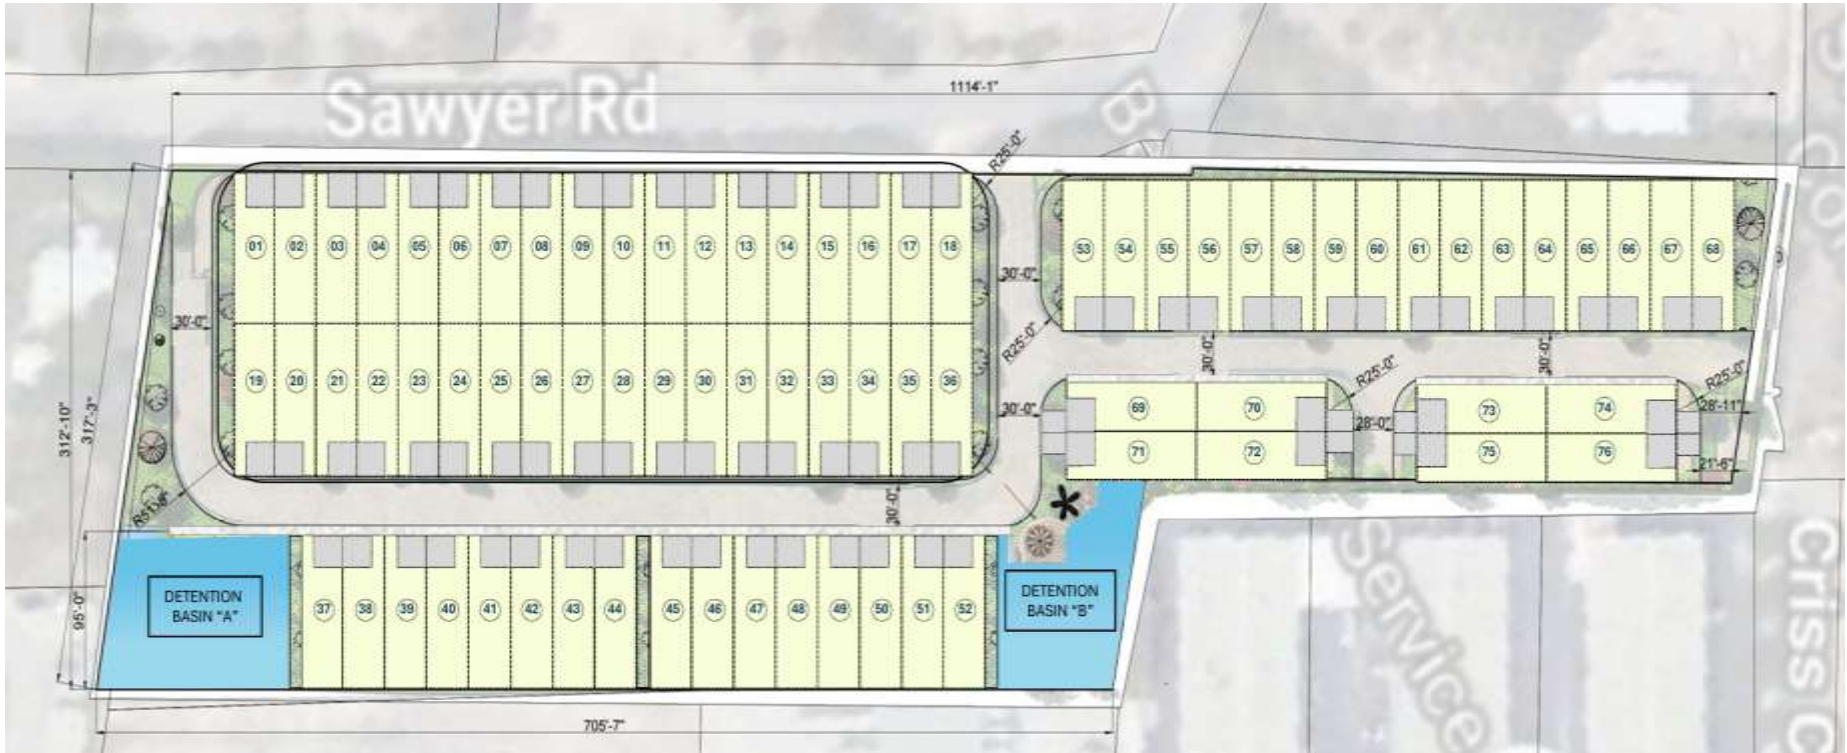 1114'-1"
Sawyer Rd
B
R25'-0"
01 02 03 04 05 06 07 08 09 10 11 12 13 14 15 16 17 18
53 54 55 56 57 58 59 60 61 62 63 64 65 66 67 68
30'-0"
30'-0"
R25'-0"
30'-0"
30'-0"
19 20 21 22 23 24 25 26 27 28 29 30 31 32 33 34 35 36
R25'-0"
R25'-0"
30'-0"
69 70
73 74
28'-11"
28'-0"
71 72
75 76
21'-6"
312'-10"
317'-3"
30'-0"
95'-0"
DETENTION
BASIN "A"
37 38 39 40 41 42 43 44
45 46 47 48 49 50 51 52
DETENTION
BASIN "B"
Service
Criss C
705'-7"